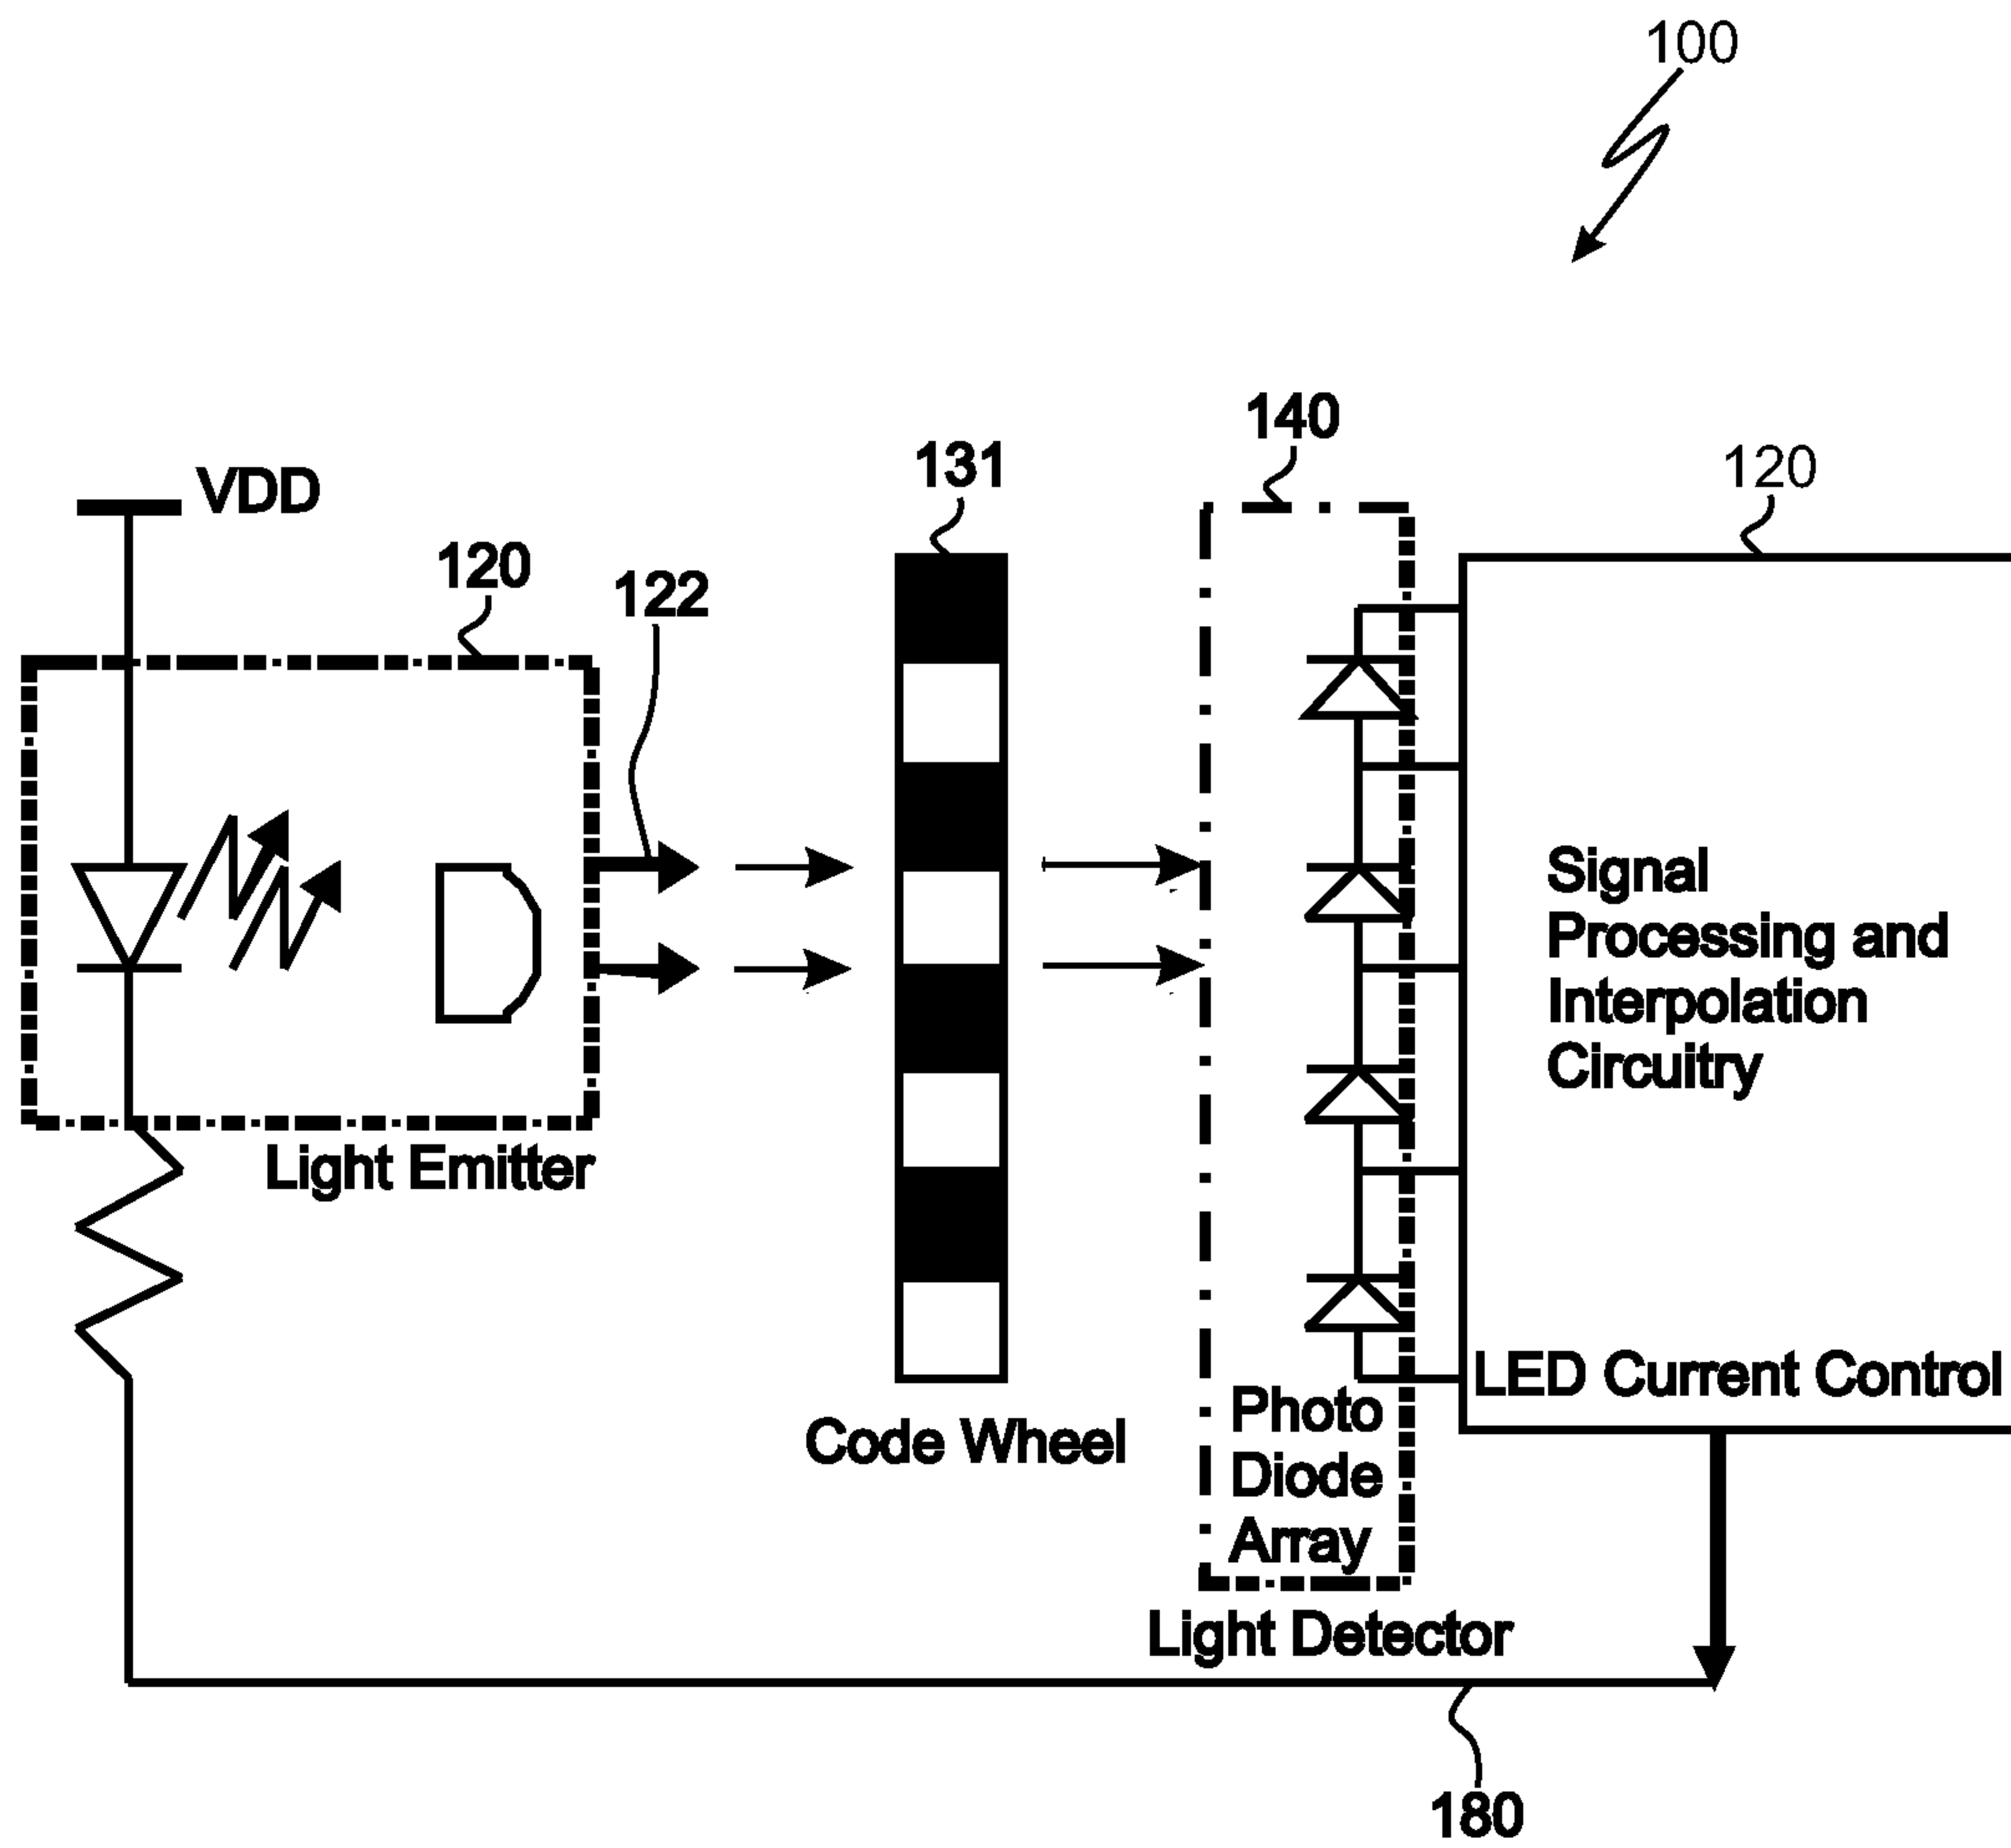 100
140
131
120
VDD
120
122
Signal
Processing and
Interpolation
Circuitry
Light Emitter
LED Current Control
Photo
Diode
Array
Code Wheel
Light Detector
180